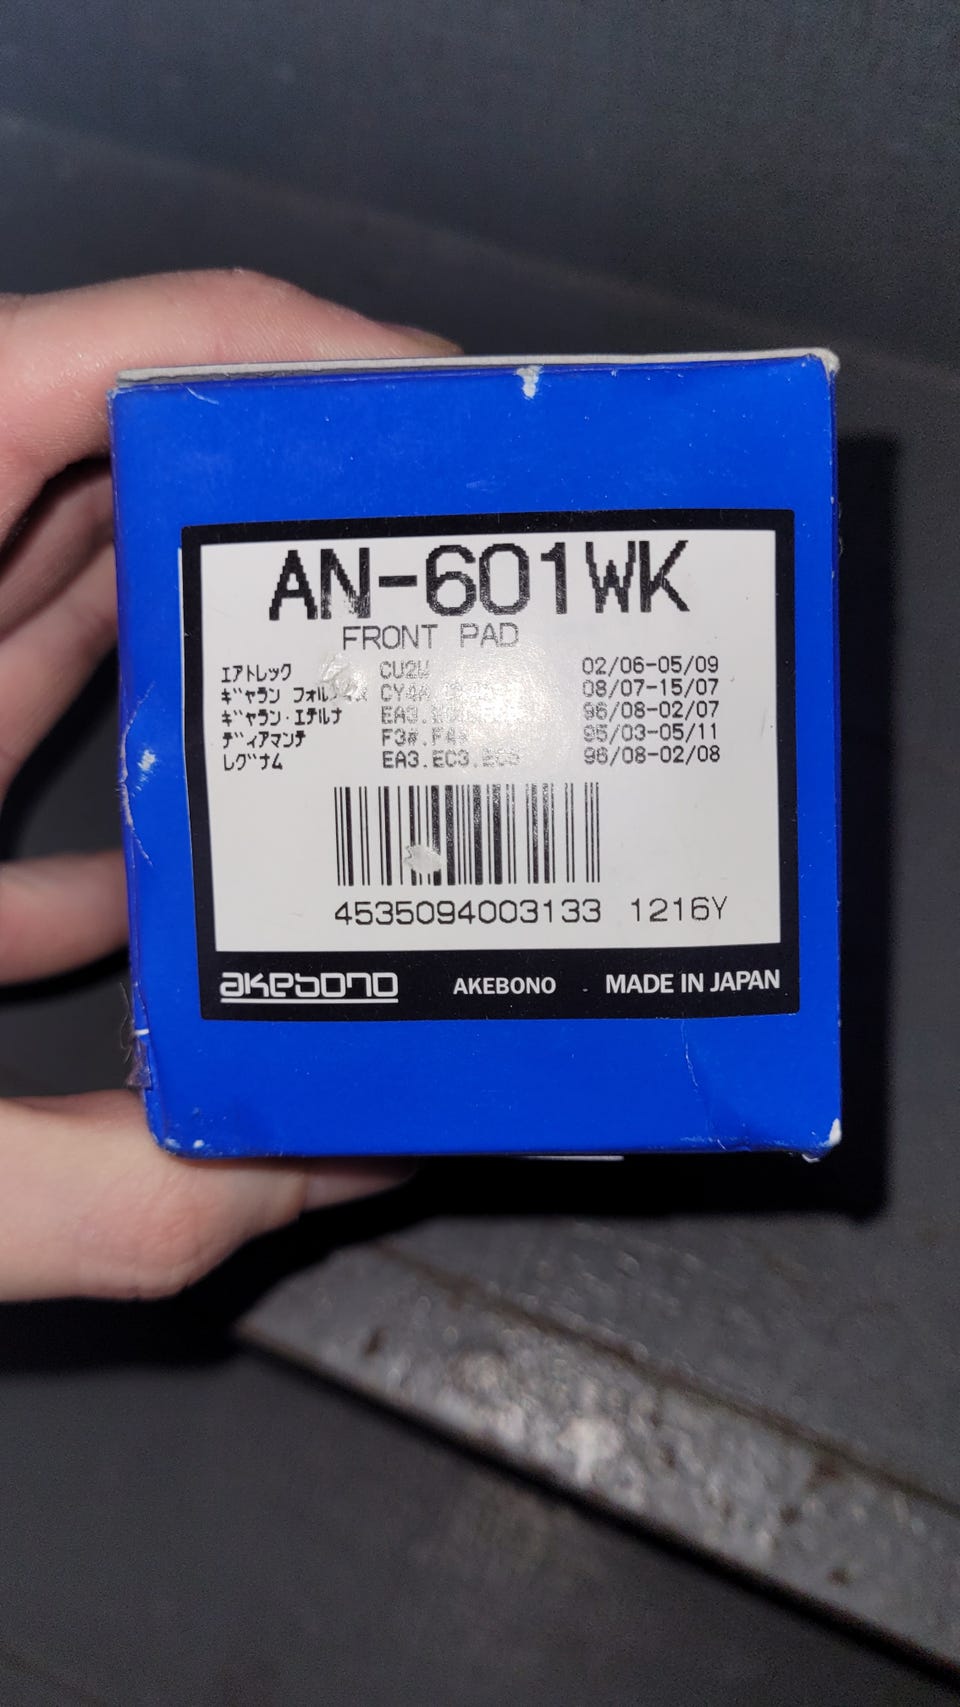 AN-601WK
FRONT PAD
エアトレック CU2W 02/06-05/09
ギャラン 08/07-15/07
ギャラン・エテルナ 96/08-02/07
ディアマンテ 95/03-05/11
レグナム EA3.EC3. 96/08-02/08
4535094003133 1216Y
akebono AKEBONO MADE IN JAPAN